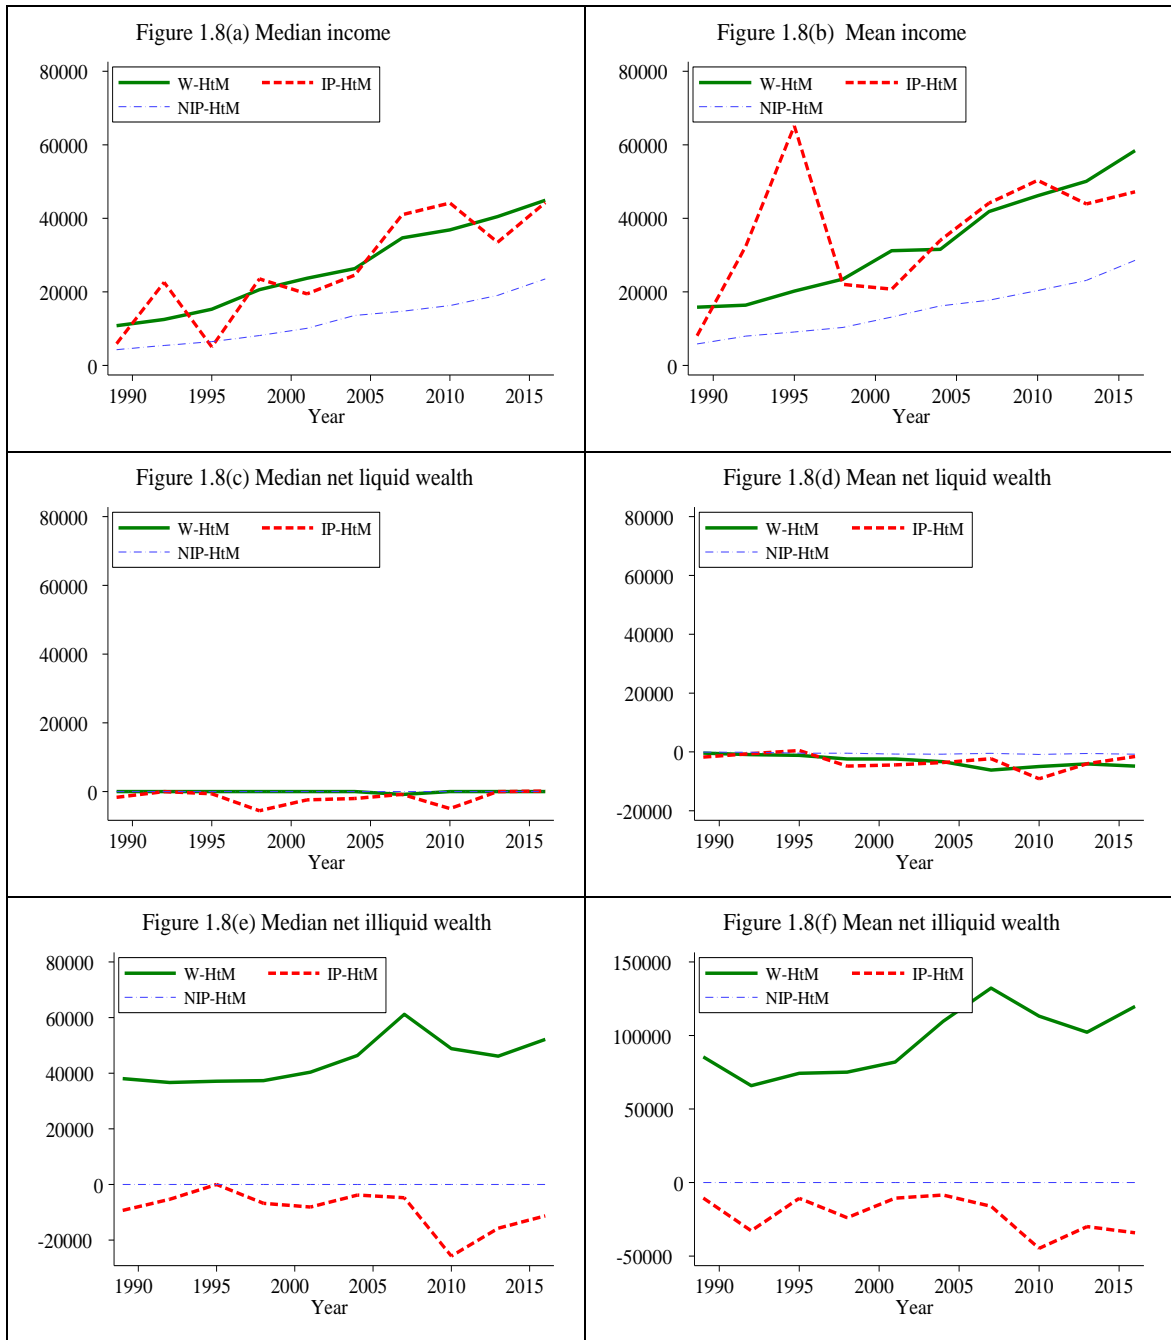 Figure 1.8(a) Median income
80000
60000
40000
20000
0
W-HtM
IP-HtM
NIP-HtM
1990 1995 2000 2005 2010 2015
Year
Figure 1.8(b) Mean income
80000
60000
40000
20000
0
W-HtM
IP-HtM
NIP-HtM
1990 1995 2000 2005 2010 2015
Year
Figure 1.8(c) Median net liquid wealth
80000
60000
40000
20000
0
W-HtM
IP-HtM
NIP-HtM
1990 1995 2000 2005 2010 2015
Year
Figure 1.8(d) Mean net liquid wealth
80000
60000
40000
20000
0
-20000
W-HtM
IP-HtM
NIP-HtM
1990 1995 2000 2005 2010 2015
Year
Figure 1.8(e) Median net illiquid wealth
80000
60000
40000
20000
0
-20000
W-HtM
IP-HtM
NIP-HtM
1990 1995 2000 2005 2010 2015
Year
Figure 1.8(f) Mean net illiquid wealth
150000
100000
50000
0
-50000
W-HtM
IP-HtM
NIP-HtM
1990 1995 2000 2005 2010 2015
Year